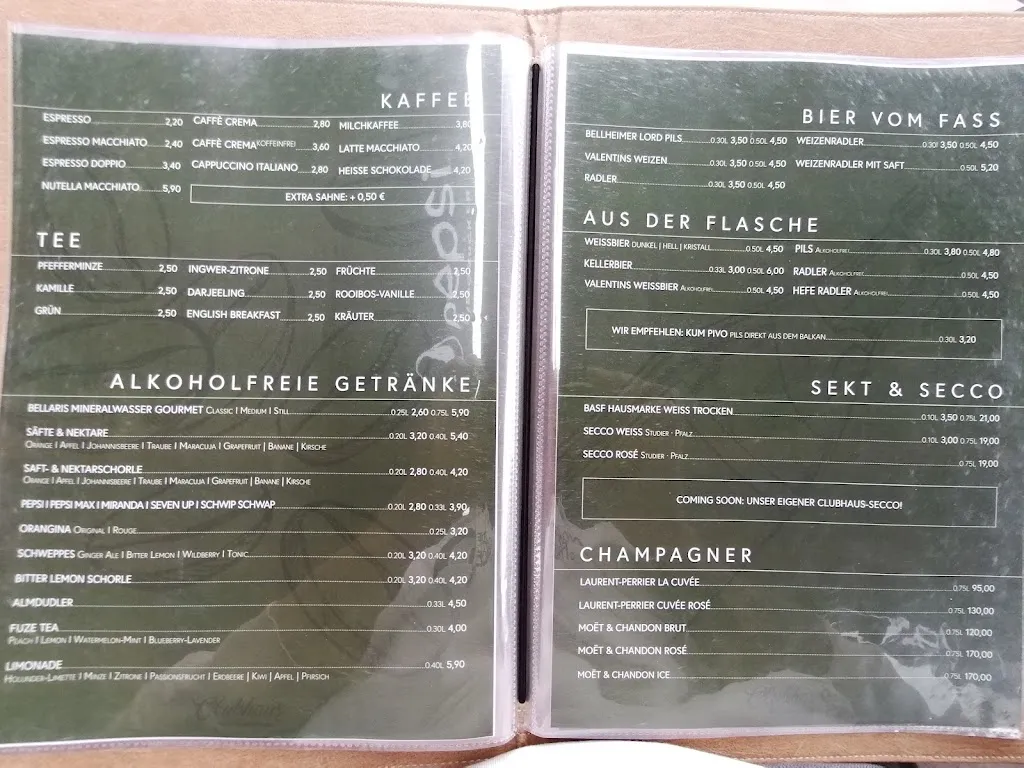 KAFFEE
ESPRESSO 2,20 CAFFÈ CREMA 2,80 MILCHKAFFEE 3,80
ESPRESSO MACCHIATO 2,40 CAFFÈ CREMA KOFFEINFREI 3,60 LATTE MACCHIATO 4,20
ESPRESSO DOPPIO 3,40 CAPPUCCINO ITALIANO 2,80 HEISSE SCHOKOLADE 4,20
NUTELLA MACCHIATO 5,90
EXTRA SAHNE: + 0,50 €
TEE
PFEFFERMINZE 2,50 INGWER-ZITRONE 2,50 FRÜCHTE 2,50
KAMILLE 2,50 DARJEELING 2,50 ROOIBOS-VANILLE 2,50
GRÜN 2,50 ENGLISH BREAKFAST 2,50 KRÄUTER 2,50
ALKOHOLFREIE GETRÄNKE
BELLARIS MINERALWASSER GOURMET CLASSIC | MEDIUM | STILL 0.25L 2,60 0.75L 5,90
SÄFTE & NEKTARE 0.20L 3,20 0.40L 5,40
ORANGE | APFEL | JOHANNISBEERE | TRAUBE | MARACUJA | GRAPEFRUIT | BANANE | KIRSCHE
SAFT- & NEKTARSCHORLE 0.20L 2,80 0.40L 4,20
ORANGE | APFEL | JOHANNISBEERE | TRAUBE | MARACUJA | GRAPEFRUIT | BANANE | KIRSCHE
PEPSI | PEPSI MAX | MIRANDA | SEVEN UP | SCHWIP SCHWAP 0.20L 2,80 0.33L 3,90
ORANGINA ORIGINAL | ROUGE 0.25L 3,20
SCHWEPPES GINGER ALE | BITTER LEMON | WILDBERRY | TONIC 0.20L 3,20 0.40L 4,20
BITTER LEMON SCHORLE 0.20L 3,20 0.40L 4,20
ALMDUDLER 0.33L 4,50
FUZE TEA 0.30L 4,00
PEACH | LEMON | WATERMELON-MINT | BLUEBERRY-LAVENDER
LIMONADE 0.40L 5,90
HOLUNDER-LIMETTE | MINZE | ZITRONE | PASSIONSFRUCHT | ERDBEERE | KIWI | APFEL | PFIRSICH
Clubhaus
BIER VOM FASS
BELLHEIMER LORD PILS 0.30L 3,50 0.50L 4,50 WEIZENRADLER 0.30L 3,50 0.50L 4,50
VALENTINS WEIZEN 0.30L 3,50 0.50L 4,50 WEIZENRADLER MIT SAFT 0.50L 5,20
RADLER 0.30L 3,50 0.50L 4,50
AUS DER FLASCHE
WEISSBIER DUNKEL | HELL | KRISTALL 0.50L 4,50 PILS ALKOHOLFREI 0.30L 3,80 0.50L 4,80
KELLERBIER 0.33L 3,00 0.50L 6,00 RADLER ALKOHOLFREI 0.50L 4,50
VALENTINS WEISSBIER ALKOHOLFREI 0.50L 4,50 HEFE RADLER ALKOHOLFREI 0.50L 4,50
WIR EMPFEHLEN: KUM PIVO PILS DIREKT AUS DEM BALKAN 0.30L 3,20
SEKT & SECCO
BASF HAUSMARKE WEISS TROCKEN 0.10L 3,50 0.75L 21,00
SECCO WEISS STUDIER · PFALZ 0.10L 3,00 0.75L 19,00
SECCO ROSÉ STUDIER · PFALZ 0.75L 19,00
COMING SOON: UNSER EIGENER CLUBHAUS-SECCO!
CHAMPAGNER
LAURENT-PERRIER LA CUVÉE 0.75L 95,00
LAURENT-PERRIER CUVÉE ROSÉ 0.75L 130,00
MOËT & CHANDON BRUT 0.75L 120,00
MOËT & CHANDON ROSÉ 0.75L 170,00
MOËT & CHANDON ICE 0.75L 170,00